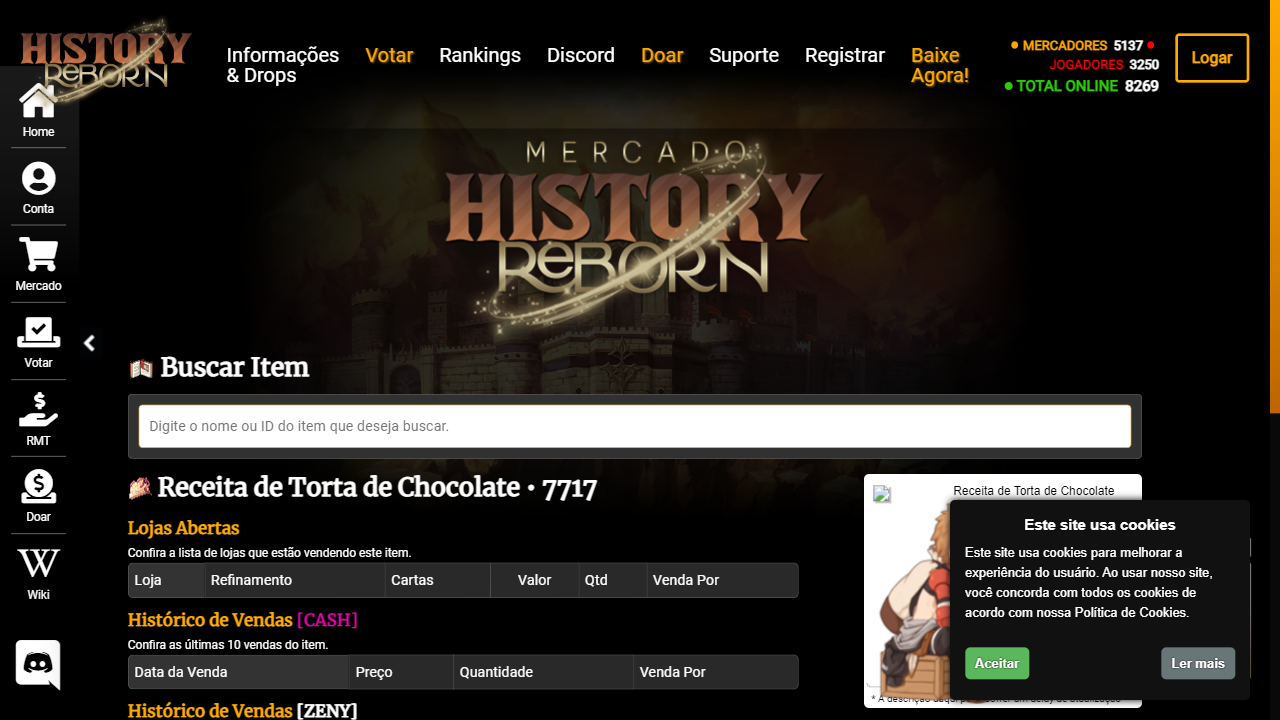 HISTORY
REBORN
Informações
& Drops
Votar
Rankings
Discord
Doar
Suporte
Registrar
Baixe
Agora!
MERCADORES 5137
JOGADORES 3250
TOTAL ONLINE 8269
Logar
Home
Conta
Mercado
Votar
RMT
Doar
Wiki
MERCADO
HISTORY
REBORN
Buscar Item
Digite o nome ou ID do item que deseja buscar.
Receita de Torta de Chocolate • 7717
Lojas Abertas
Confira a lista de lojas que estão vendendo este item.
Loja Refinamento Cartas Valor Qtd Venda Por
Histórico de Vendas [CASH]
Confira as últimas 10 vendas do item.
Data da Venda Preço Quantidade Venda Por
Histórico de Vendas [ZENY]
Receita de Torta de Chocolate
Este site usa cookies
Este site usa cookies para melhorar a
experiência do usuário. Ao usar nosso site,
você concorda com todos os cookies de
acordo com nossa Política de Cookies.
Aceitar
Ler mais
* A descrição